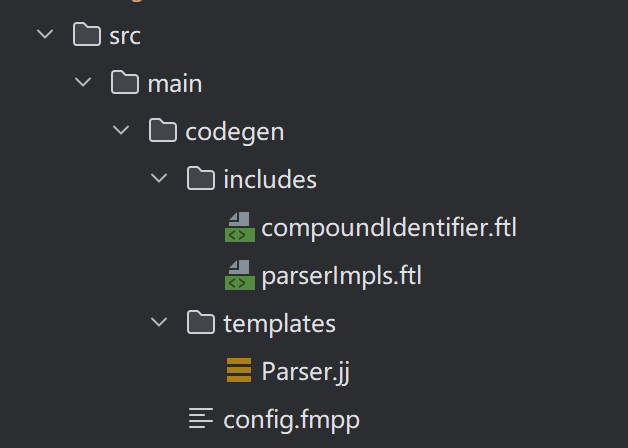 src
main
codegen
includes
compoundIdentifier.ftl
parserImpls.ftl
templates
Parser.jj
config.fmpp